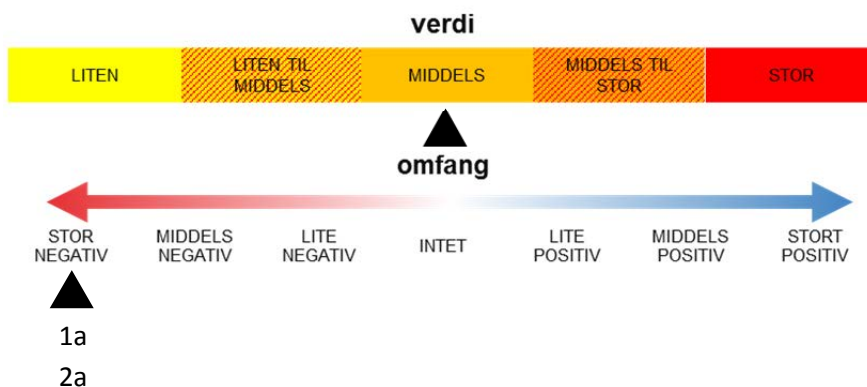 verdi
LITEN
LITEN TIL
MIDDELS
MIDDELS
MIDDELS TIL
STOR
STOR
omfang
STOR
NEGATIV
MIDDELS
NEGATIV
LITE
NEGATIV
INTET
LITE
POSITIV
MIDDELS
POSITIV
STORT
POSITIV
1a
2a